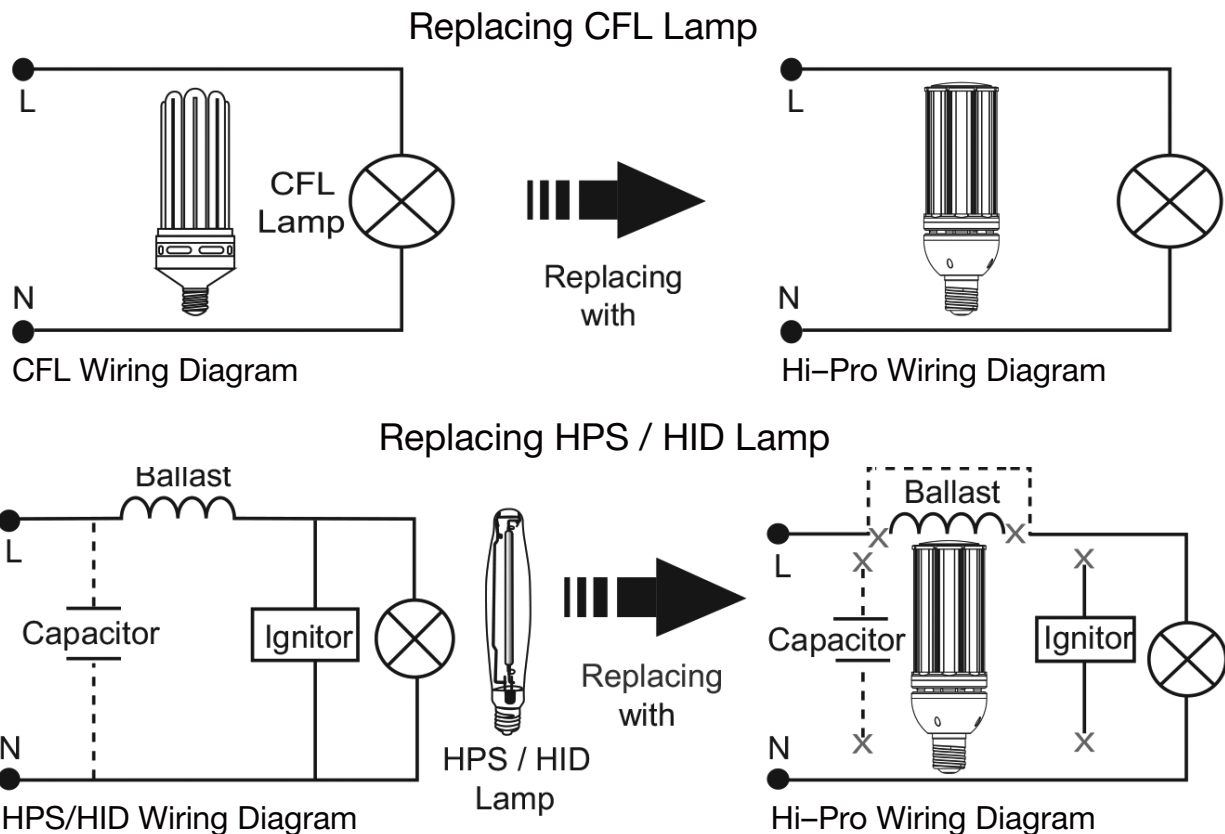 Replacing CFL Lamp
L
CFL
Lamp
N
CFL Wiring Diagram
Replacing
with
L
N
Hi–Pro Wiring Diagram
Replacing HPS / HID Lamp
Ballast
L
Capacitor
Ignitor
N
HPS/HID Wiring Diagram
HPS / HID
Lamp
Replacing
with
Ballast
L
Capacitor
Ignitor
N
Hi–Pro Wiring Diagram